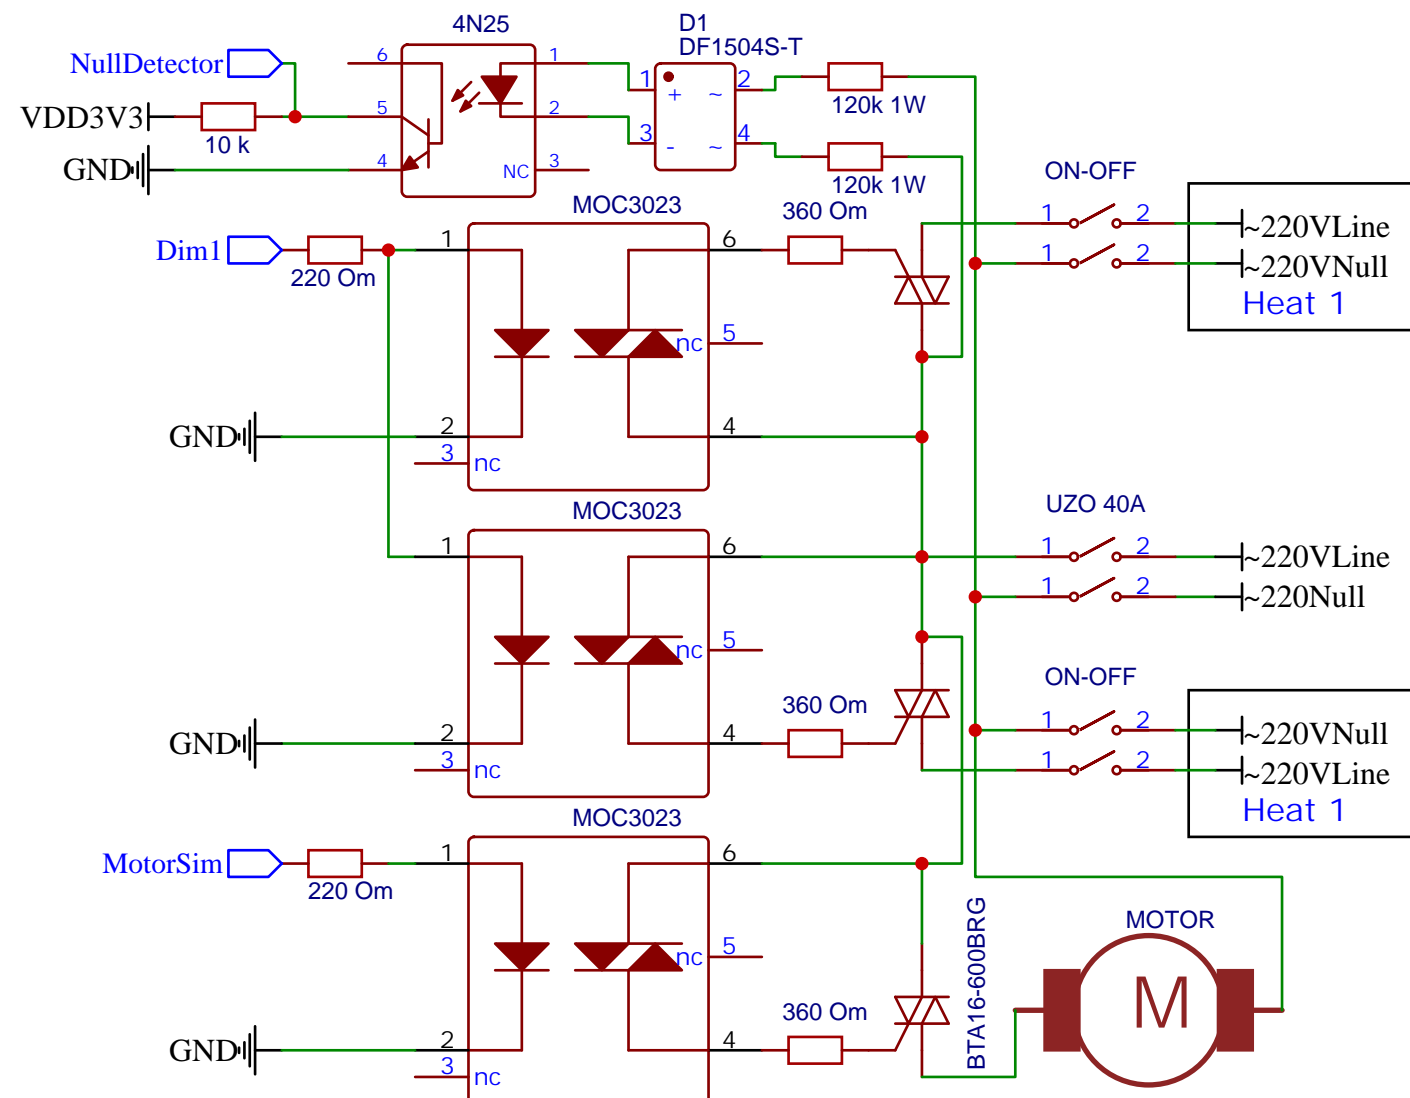 4N25
D1
DF1504S-T
NullDetector
6
1
1
+
~
2
120k 1W
VDD3V3
10 k
5
2
3
-
~
4
120k 1W
GND
4
NC
3
ON-OFF
MOC3023
360 Om
Dim1
220 Om
1
6
1
2
~220VLine
1
2
~220VNull
Heat 1
nc
5
GND
2
4
3
nc
MOC3023
UZO 40A
1
6
1
2
~220VLine
1
2
~220Null
nc
5
ON-OFF
360 Om
GND
2
4
1
2
~220VNull
3
nc
1
2
~220VLine
Heat 1
MOC3023
MotorSim
220 Om
1
6
BTA16-600BRG
MOTOR
M
nc
5
360 Om
GND
2
4
3
nc